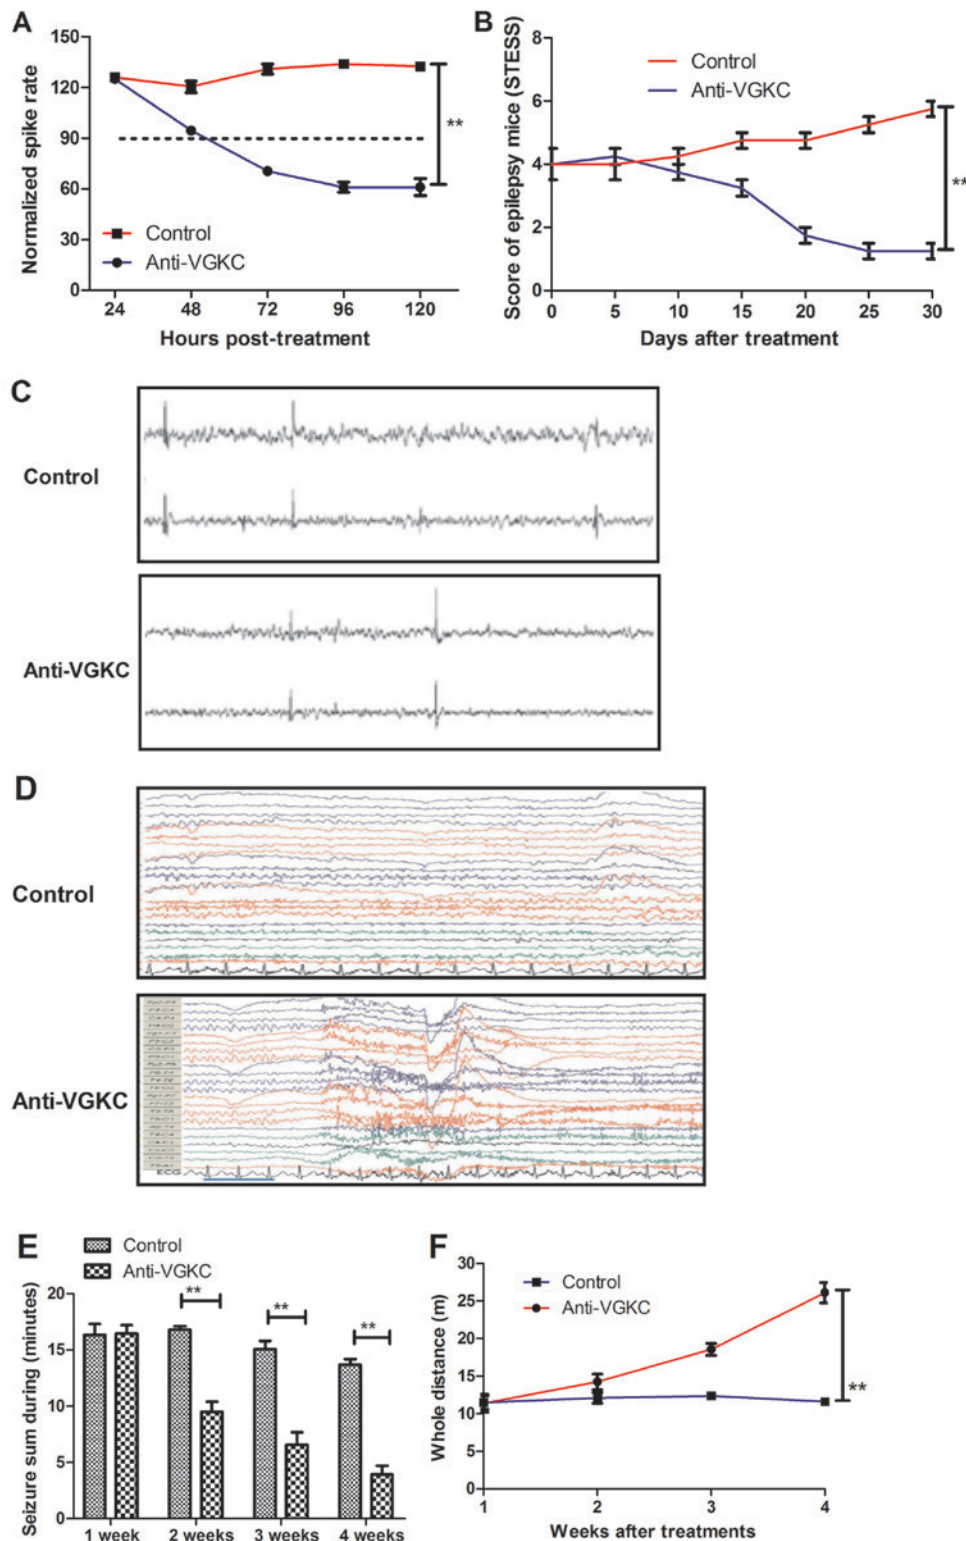 A
Normalized spike rate
150
120
90
60
30
0
24 48 72 96 120
Hours post-treatment
Control
Anti-VGKC
**
B
Score of epilepsy mice (STESS)
8
6
4
2
0
0 5 10 15 20 25 30
Days after treatment
Control
Anti-VGKC
**
C
Control
Anti-VGKC
D
Control
Anti-VGKC
ECG
E
Control
Anti-VGKC
Seizure sum during (minutes)
20
15
10
5
0
** ** **
1 week 2 weeks 3 weeks 4 weeks
F
Control
Anti-VGKC
Whole distance (m)
30
25
20
15
10
5
0
**
1 2 3 4
Weeks after treatments